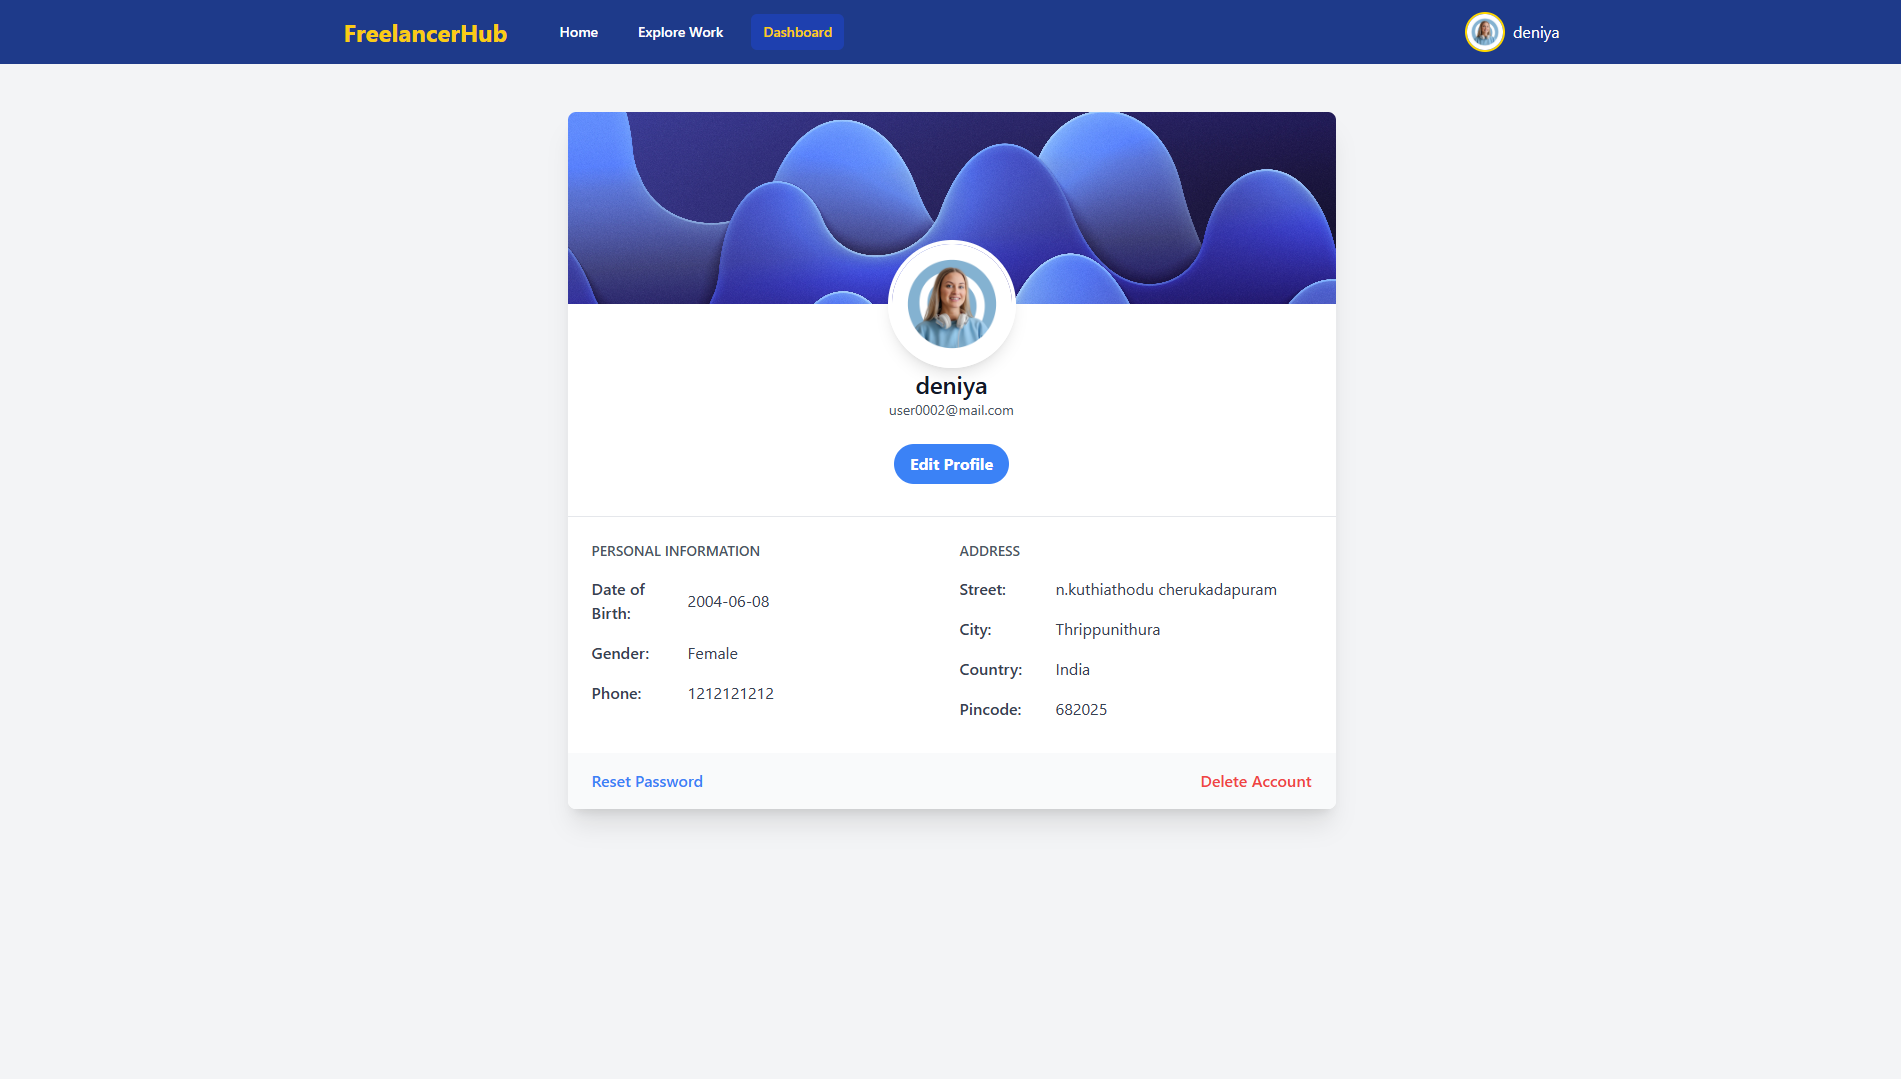 FreelancerHub Home Explore Work Dashboard deniya
deniya
user0002@mail.com
Edit Profile
PERSONAL INFORMATION
Date of
Birth:
2004-06-08
Gender: Female
Phone: 1212121212
ADDRESS
Street: n.kuthiathodu cherukadapuram
City: Thrippunithura
Country: India
Pincode: 682025
Reset Password Delete Account